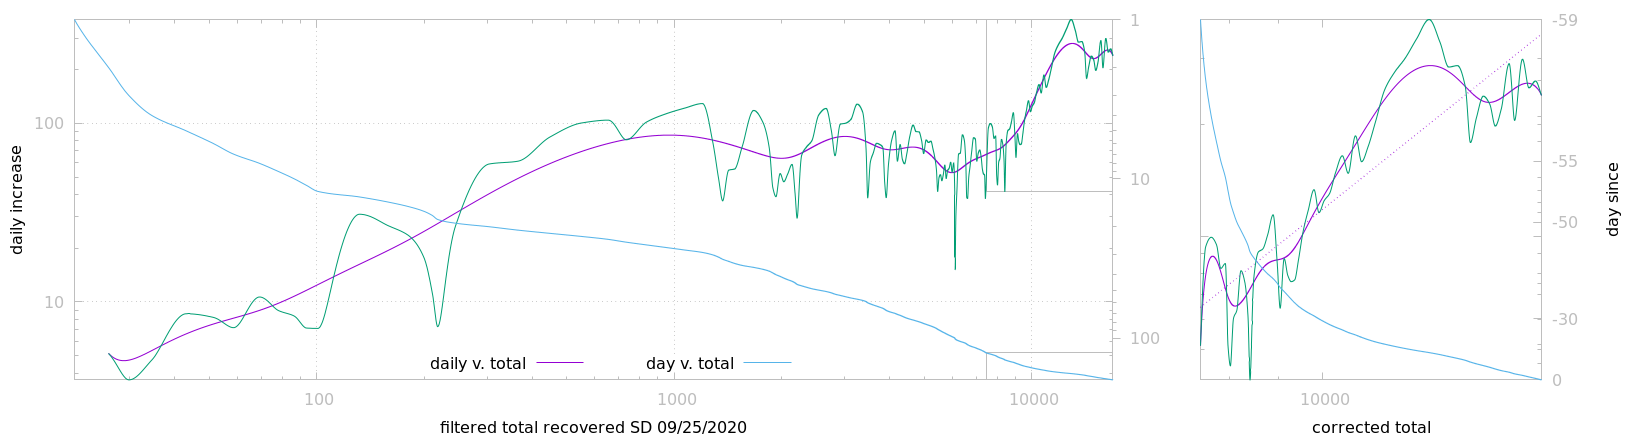 1
-59
100
daily increase
10
-55
-50
day since
10
-30
100
daily v. total
day v. total
0
100
1000
10000
10000
filtered total recovered SD 09/25/2020
corrected total